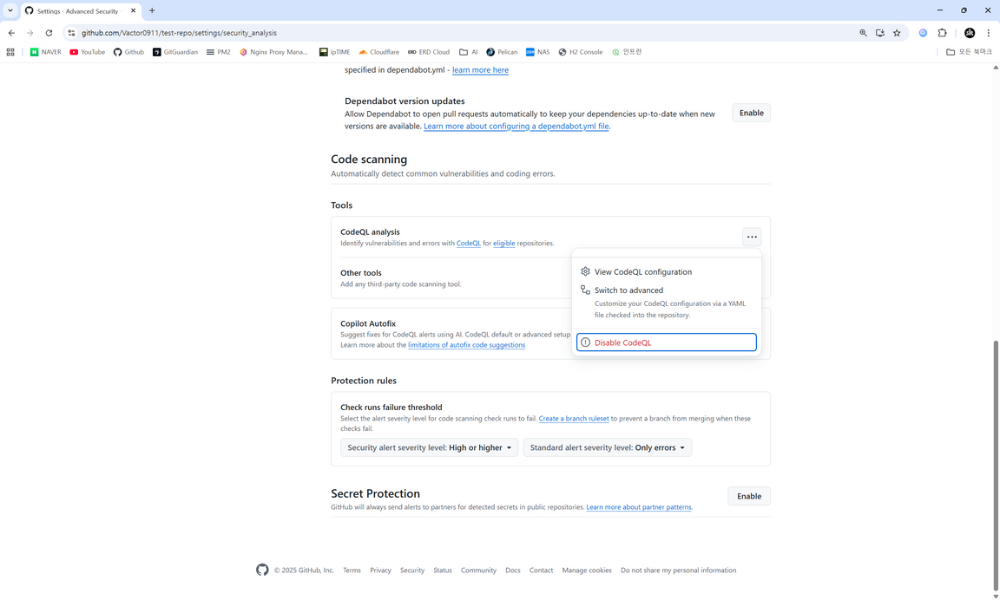 Settings - Advanced Security
github.com/Vactor0911/test-repo/settings/security_analysis
NAVER YouTube Github GitGuardian PM2 Nginx Proxy Mana... ipTIME Cloudflare ERD ERD Cloud AI Pelican NAS H2 Console 인프런 모든 북마크
specified in dependabot.yml - learn more here
Dependabot version updates
Allow Dependabot to open pull requests automatically to keep your dependencies up-to-date when new
versions are available. Learn more about configuring a dependabot.yml file.
Enable
Code scanning
Automatically detect common vulnerabilities and coding errors.
Tools
CodeQL analysis
Identify vulnerabilities and errors with CodeQL for eligible repositories.
Other tools
Add any third-party code scanning tool.
View CodeQL configuration
Switch to advanced
Customize your CodeQL configuration via a YAML
file checked into the repository.
Disable CodeQL
Copilot Autofix
Suggest fixes for CodeQL alerts using AI. CodeQL default or advanced setup
Learn more about the limitations of autofix code suggestions
Protection rules
Check runs failure threshold
Select the alert severity level for code scanning check runs to fail. Create a branch ruleset to prevent a branch from merging when these
checks fail.
Security alert severity level: High or higher Standard alert severity level: Only errors
Secret Protection
GitHub will always send alerts to partners for detected secrets in public repositories. Learn more about partner patterns.
Enable
© 2025 GitHub, Inc. Terms Privacy Security Status Community Docs Contact Manage cookies Do not share my personal information